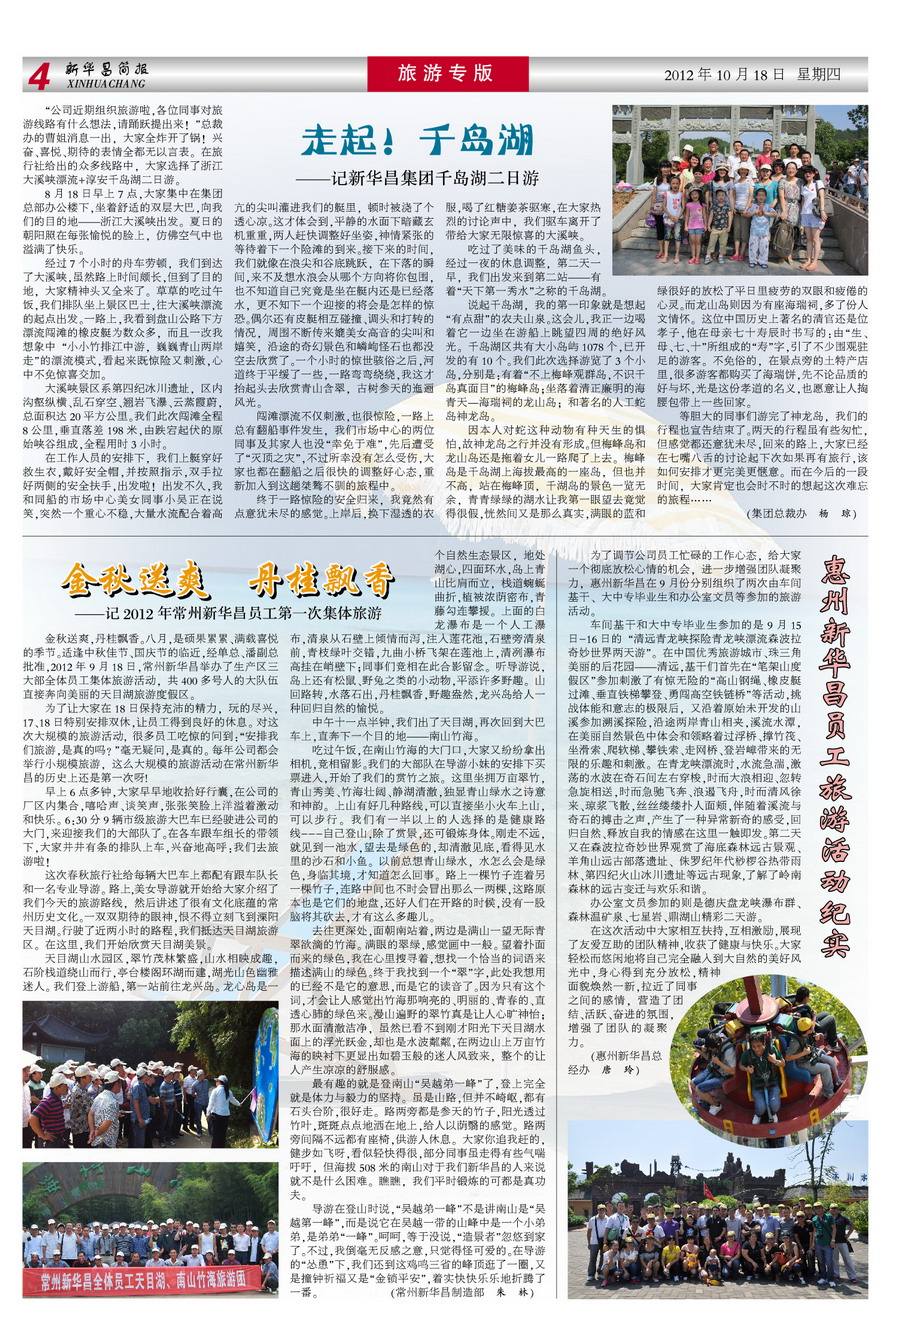 4 新华昌简报
XINHUACHANG
旅游专版
2012 年 10 月 18 日  星期四
走起！千岛湖
——记新华昌集团千岛湖二日游
“公司近期组织旅游啦,各位同事对旅
游线路有什么想法,请踊跃提出来！”总裁
办的曹姐消息一出，大家全炸开了锅！兴
奋、喜悦、期待的表情全都无以言表。在旅
行社给出的众多线路中，大家选择了浙江
大溪峡漂流+淳安千岛湖二日游。
8 月 18 日早上 7 点,大家集中在集团
总部办公楼下,坐着舒适的双层大巴,向我
们的目的地——浙江大溪峡出发。夏日的
朝阳照在每张愉悦的脸上，仿佛空气中也
溢满了快乐。
经过 7 个小时的舟车劳顿，我们到达
了大溪峡,虽然路上时间颇长,但到了目的
地，大家精神头又全来了。草草的吃过午
饭,我们排队坐上景区巴士,往大溪峡漂流
的起点出发。一路上,我看到盘山公路下方
漂流闯滩的橡皮艇为数众多，而且一改我
想象中 “小小竹排江中游，巍巍青山两岸
走”的漂流模式,看起来既惊险又刺激,心
中不免惊喜交加。
大溪峡景区系第四纪冰川遗址，区内
沟壑纵横、乱石穿空、翘岩飞瀑、云蒸霞蔚,
总面积达 20 平方公里。我们此次闯滩全程
8 公里,垂直落差 198 米,由跌宕起伏的原
始峡谷组成,全程用时 3 小时。
在工作人员的安排下，我们上艇穿好
救生衣,戴好安全帽,并按照指示,双手拉
好两侧的安全扶手,出发啦！出发不久,我
和同船的市场中心美女同事小吴正在说
笑,突然一个重心不稳,大量水流配合着高
亢的尖叫灌进我们的艇里，顿时被浇了个
透心凉。这才体会到,平静的水面下暗藏玄
机重重,两人赶快调整好坐姿,神情紧张的
等待着下一个险滩的到来。接下来的时间,
我们就像在浪尖和谷底跳跃，在下落的瞬
间,来不及想水浪会从哪个方向将你包围,
也不知道自己究竟是坐在艇内还是已经落
水，更不知下一个迎接的将会是怎样的惊
恐。偶尔还有皮艇相互碰撞,调头和打转的
情况，周围不断传来媲美女高音的尖叫和
嬉笑，沿途的奇幻景色和嶙峋怪石也都没
空去欣赏了。一个小时的惊世骇俗之后,河
道终于平缓了一些,一路弯弯绕绕,我这才
抬起头去欣赏青山含翠，古树参天的迤逦
风光。
闯滩漂流不仅刺激,也很惊险,一路上
总有翻艇事件发生，我们市场中心的两位
同事及其家人也没“幸免于难”,先后遭受
了“灭顶之灾”,不过所幸没有怎么受伤,大
家也都在翻船之后很快的调整好心态,重
新加入到这趟桀骜不驯的旅程中。
终于一路惊险的安全归来，我竟然有
点意犹未尽的感觉。上岸后,换下湿透的衣
服,喝了红糖姜茶驱寒,在大家热
烈的讨论声中，我们驱车离开了
带给大家无限惊喜的大溪峡。
吃过了美味的千岛湖鱼头,
经过一夜的休息调整，第二天一
早，我们出发来到第二站——有
着“天下第一秀水”之称的千岛湖。
说起千岛湖，我的第一印象就是想起
“有点甜”的农夫山泉。这会儿,我正一边喝
着它一边坐在游船上眺望四周的绝好风
光。千岛湖区共有大小岛屿 1078 个,已开
发的有 10 个。我们此次选择游览了 3 个小
岛,分别是:有着“不上梅峰观群岛,不识千
岛真面目”的梅峰岛;坐落着清正廉明的海
青天—海瑞祠的龙山岛；和著名的人工蛇
岛神龙岛。
因本人对蛇这种动物有种天生的惧
怕,故神龙岛之行并没有形成。但梅峰岛和
龙山岛还是拖着女儿一路爬了上去。梅峰
岛是千岛湖上海拔最高的一座岛，但也并
不高，站在梅峰顶，千湖岛的景色一览无
余，青青绿绿的湖水让我第一眼望去竟觉
得很假,恍然间又是那么真实,满眼的蓝和
绿很好的放松了平日里疲劳的双眼和疲倦的
心灵。而龙山岛则因为有座海瑞祠,多了份人
文情怀。这位中国历史上著名的清官还是位
孝子,他在母亲七十寿辰时书写的;由“生、
母、七、十”所组成的“寿”字,引了不少围观驻
足的游客。不免俗的，在景点旁的土特产店
里,很多游客都购买了海瑞饼,先不论品质的
好与坏,光是这份孝道的名义,也愿意让人掏
腰包带上一些回家。
等胆大的同事们游完了神龙岛，我们的
行程也宣告结束了。两天的行程虽有些匆忙,
但感觉都还意犹未尽,回来的路上,大家已经
在七嘴八舌的讨论起下次如果再有旅行,该
如何安排才更完美更惬意。而在今后的一段
时间，大家肯定也会时不时的想起这次难忘
的旅程……
(集团总裁办  杨  琼)
金秋送爽  丹桂飘香
——记 2012 年常州新华昌员工第一次集体旅游
金秋送爽,丹桂飘香。八月,是硕果累累、满载喜悦
的季节。适逢中秋佳节、国庆节的临近,经单总、潘副总
批准,2012 年 9 月 18 日,常州新华昌举办了生产区三
大部全体员工集体旅游活动，共 400 多号人的大队伍
直接奔向美丽的天目湖旅游度假区。
为了让大家在 18 日保持充沛的精力，玩的尽兴,
17、18 日特别安排双休,让员工得到良好的休息。对这
次大规模的旅游活动，很多员工吃惊的问到:“安排我
们旅游,是真的吗？”毫无疑问,是真的。每年公司都会
举行小规模旅游，这么大规模的旅游活动在常州新华
昌的历史上还是第一次呀!
早上 6 点多钟,大家早早地收拾好行囊,在公司的
厂区内集合,嘻哈声、谈笑声,张张笑脸上洋溢着激动
和快乐。6:30 分 9 辆市级旅游大巴车已经驶进公司的
大门,来迎接我们的大部队了。在各车跟车组长的带领
下,大家井井有条的排队上车,兴奋地高呼:我们去旅
游啦!
这次春秋旅行社给每辆大巴车上都配有跟车队长
和一名专业导游。路上,美女导游就开始给大家介绍了
我们今天的旅游路线，然后讲述了很有文化底蕴的常
州历史文化。一双双期待的眼神,恨不得立刻飞到溧阳
天目湖。行驶了近两小时的路程,我们抵达天目湖旅游
区。在这里,我们开始欣赏天目湖美景。
天目湖山水园区,翠竹茂林繁盛,山水相映成趣,
石阶栈道绕山而行,亭台楼阁环湖而建,湖光山色幽雅
迷人。我们登上游船,第一站前往龙兴岛。龙心岛是一
个自然生态景区，地处
湖心,四面环水,岛上青
山比肩而立，栈道蜿蜒
曲折,植被浓荫密布,青
藤勾连攀援。上面的白
龙瀑布是一个人工瀑
布,清泉从石壁上倾情而泻,注入莲花池,石壁旁清泉
前,青枝绿叶交错,九曲小桥飞架在莲池上,清冽瀑布
高挂在峭壁下;同事们竞相在此合影留念。听导游说,
岛上还有松鼠、野兔之类的小动物,平添许多野趣。山
回路转,水落石出,丹桂飘香,野趣盎然,龙兴岛给人一
种回归自然的愉悦。
中午十一点半钟,我们出了天目湖,再次回到大巴
车上,直奔下一个目的地——南山竹海。
吃过午饭,在南山竹海的大门口,大家又纷纷拿出
相机,竞相留影。我们的大部队在导游小妹的安排下买
票进入,开始了我们的赏竹之旅。这里坐拥万亩翠竹,
青山秀美、竹海壮阔、静湖清澈,独显青山绿水之诗意
和神韵。上山有好几种路线,可以直接坐小火车上山,
可以步行。我们有一半以上的人选择的是健康路
线---自己登山,除了赏景,还可锻炼身体。刚走不远,
就见到一池水,望去是绿色的,却清澈见底,看得见水
里的沙石和小鱼。以前总想青山绿水，水怎么会是绿
色,身临其境,才知道怎么回事。路上一棵竹子连着另
一棵竹子,连路中间也不时会冒出那么一两棵,这路原
本也是它们的地盘,还好人们在开路的时候,没有一股
脑将其砍去,才有这么多趣儿。
去往更深处,面朝南站着,两边是满山一望无际青
翠欲滴的竹海。满眼的翠绿,感觉画中一般。望着扑面
而来的绿色,我在心里搜寻着,想找一个恰当的词语来
描述满山的绿色。终于我找到一个“翠”字,此处我想用
的已经不是它的意思,而是它的读音了。因为只有这个
词,才会让人感觉出竹海那响亮的、明丽的、青春的、直
透心肺的绿色来。漫山遍野的翠竹真是让人心旷神怡;
那水面清澈洁净，虽然已看不到刚才阳光下天目湖水
面上的浮光跃金,却也是水波粼粼,在两边山上万亩竹
海的映衬下更显出如碧玉般的迷人风致来，整个的让
人产生凉凉的舒服感。
最有趣的就是登南山“吴越弟一峰”了,登上完全
就是体力与毅力的坚持。虽是山路,但并不崎岖,都有
石头台阶,很好走。路两旁都是参天的竹子,阳光透过
竹叶,斑斑点点地洒在地上,给人以荫翳的感觉。路两
旁间隔不远都有座椅,供游人休息。大家你追我赶的,
健步如飞呀,看似轻快得很,部分同事虽走得有些气喘
吁吁，但海拔 508 米的南山对于我们新华昌的人来说
就不是什么困难。瞧瞧，我们平时锻炼的可都是真功
夫。
导游在登山时说,“吴越弟一峰”不是讲南山是“吴
越第一峰”,而是说它在吴越一带的山峰中是一个小弟
弟,是弟弟“一峰”。呵呵,等于没说,“造景者”忽悠到家
了。不过,我倒毫无反感之意,只觉得怪可爱的。在导游
的“怂恿”下,我们还到这鸡鸣三省的峰顶逛了一圈,又
是撞钟祈福又是“金锁平安”,着实快快乐乐地折腾了
一番。  (常州新华昌制造部  朱  林)
惠州新华昌员工旅游活动纪实
为了调节公司员工忙碌的工作心态，给大家
一个彻底放松心情的机会，进一步增强团队凝聚
力，惠州新华昌在 9 月份分别组织了两次由车间
基干、大中专毕业生和办公室文员等参加的旅游
活动。
车间基干和大中专毕业生参加的是 9 月 15
日-16 日的 “清远青龙峡探险青龙峡漂流森波拉
奇妙世界两天游”。在中国优秀旅游城市、珠三角
美丽的后花园——清远,基干们首先在“笔架山度
假区”参加刺激了有惊无险的“高山钢绳、橡皮艇
过滩、垂直铁梯攀登、勇闯高空铁链桥”等活动,挑
战体能和意志的极限后，又沿着原始未开发的山
溪参加溯溪探险,沿途两岸青山相夹,溪流水潭,
在美丽自然景色中体会和领略着过浮桥、撑竹筏、
坐滑索、爬软梯、攀铁索、走网桥、登岩嶂带来的无
限的乐趣和刺激。在青龙峡漂流时,水流急湍,激
荡的水波在奇石间左右穿梭,时而大浪相迎、忽转
急旋相送,时而急驰飞奔、浪遏飞舟,时而清风徐
来、琼浆飞散,丝丝缕缕扑人面颊,伴随着溪流与
奇石的搏击之声,产生了一种异常新奇的感受,回
归自然、释放自我的情感在这里一触即发。第二天
又在森波拉奇妙世界观赏了海底森林远古景观、
羊角山远古部落遗址、侏罗纪年代桫椤谷热带雨
林、第四纪火山冰川遗址等远古现象,了解了岭南
森林的远古变迁与欢乐和谐。
办公室文员参加的则是德庆盘龙峡瀑布群、
森林温矿泉、七星岩、鼎湖山精彩二天游。
在这次活动中大家相互扶持,互相激励,展现
了友爱互助的团队精神,收获了健康与快乐。大家
轻松而悠闲地将自己完全融入到大自然的美好风
光中,身心得到充分放松,精神
面貌焕然一新,拉近了同事
之间的感情，营造了团
结、活跃、奋进的氛围,
增强了团队的凝聚
力。
(惠州新华昌总
经办  唐  玲)
常州新华昌全体员工天目湖、南山竹海旅游团